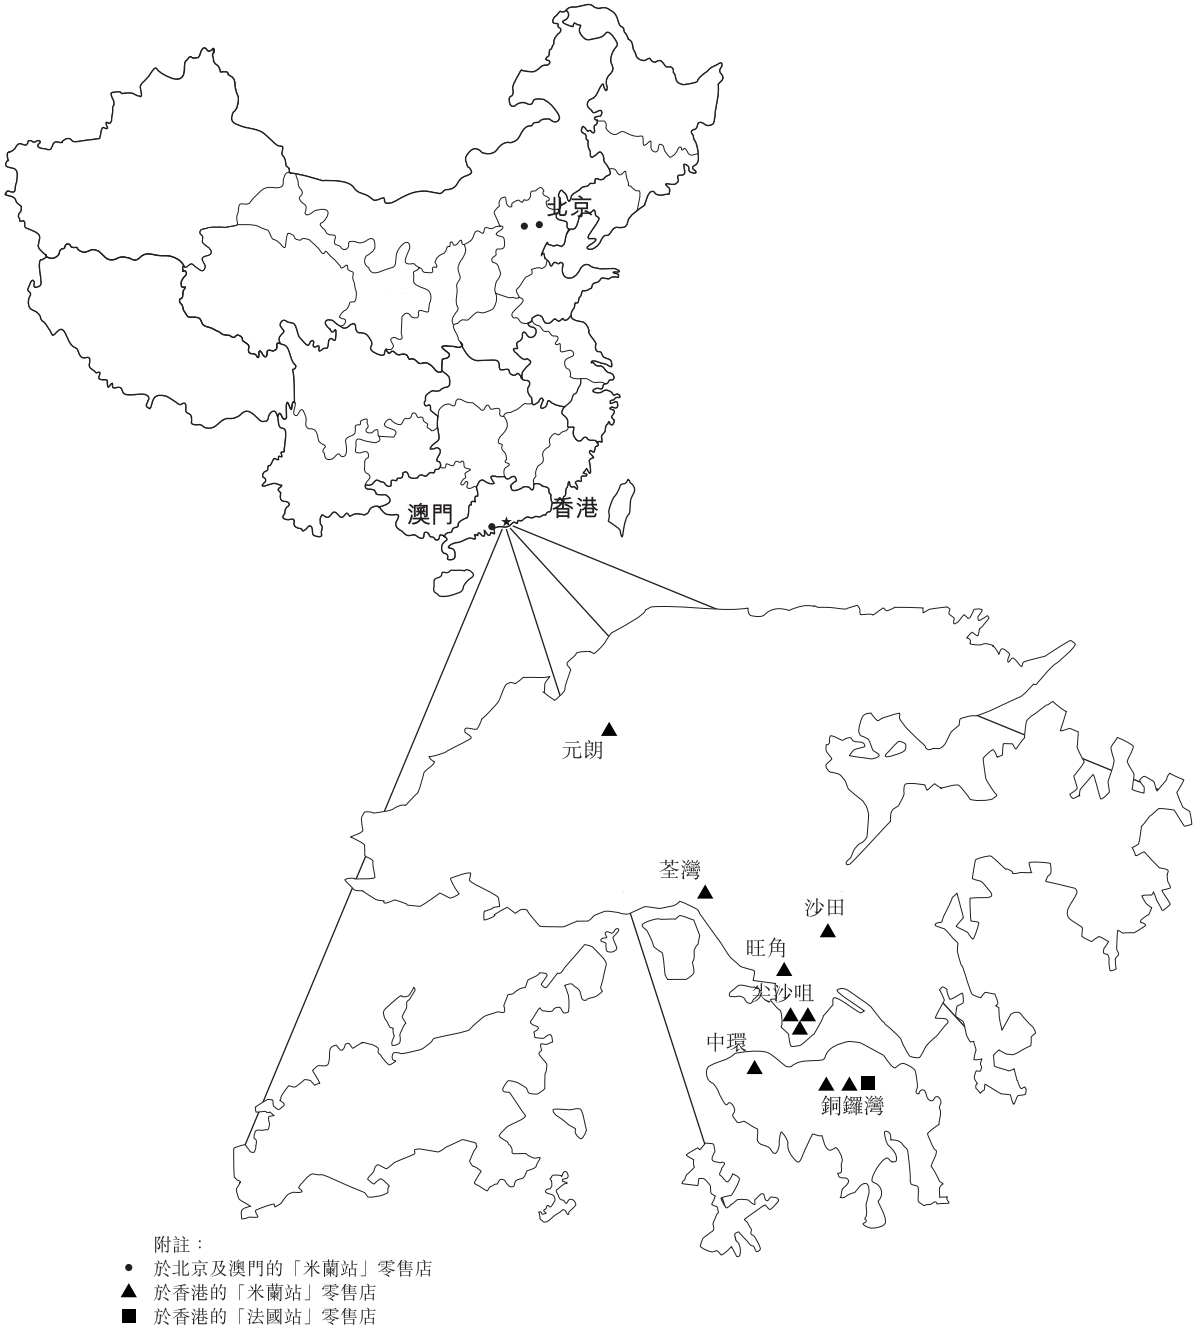 北京
澳門
香港
元朗
荃灣
沙田
旺角
尖沙咀
中環
銅鑼灣
附註：
於北京及澳門的「米蘭站」零售店
於香港的「米蘭站」零售店
於香港的「法國站」零售店